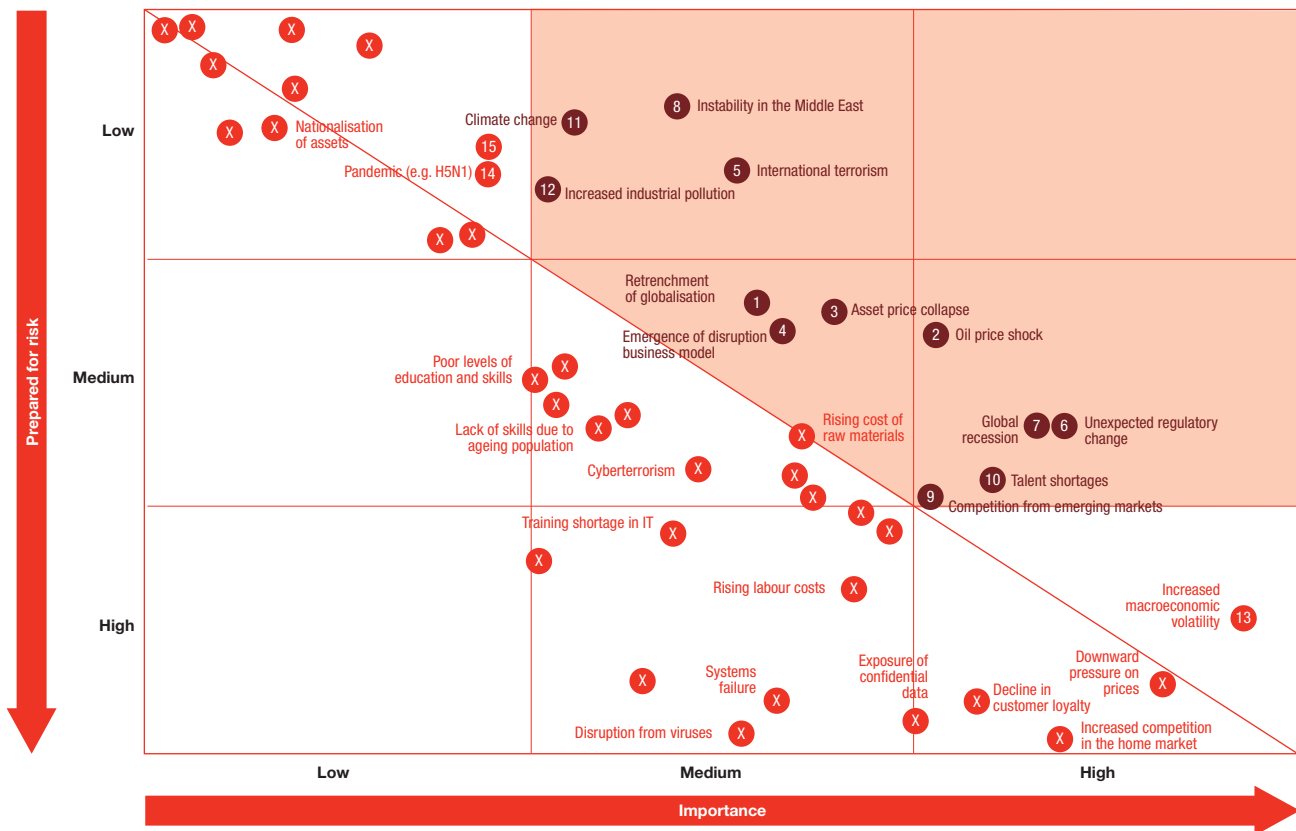 X
X
X
X
X
X
X
X
Nationalisation
of assets
Climate change
11
8
Instability in the Middle East
15
Pandemic (e.g. H5N1)
14
5
International terrorism
12
Increased industrial pollution
X
X
Low
Retrenchment
of globalisation
1
3
Asset price collapse
Emergence of disruption
business model
4
2
Oil price shock
Prepared for risk
Medium
Poor levels of
education and skills
X
X
X
Lack of skills due to
ageing population
X
X
Rising cost of
raw materials
X
Global
recession
7
6
Unexpected regulatory
change
Cyberterrorism
X
X
X
10
Talent shortages
9
Competition from emerging markets
Training shortage in IT
X
X
X
X
Rising labour costs
X
High
Increased
macroeconomic
volatility
13
X
Systems
failure
X
Disruption from viruses
X
Exposure of
confidential
data
X
X
Decline in
customer loyalty
Downward
pressure on
prices
X
X
Increased competition
in the home market
Low
Medium
High
Importance